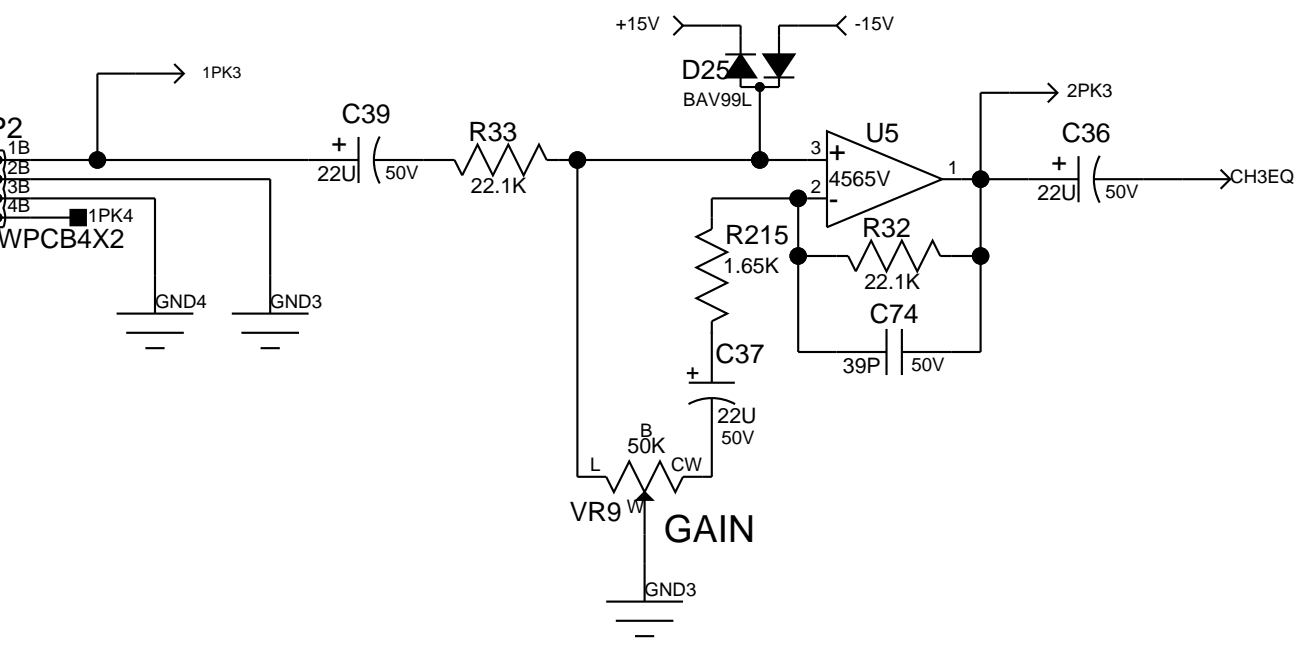 +15V
-15V
D25
BAV99L
1PK3
2PK3
C39
+
22U
50V
R33
22.1K
U5
3
+
4565V
2
-
1
C36
+
22U
50V
CH3EQ
P2
1B
2B
3B
4B
1PK4
WPCB4X2
GND4
GND3
R215
1.65K
R32
22.1K
C74
39P
50V
C37
+
22U
50V
B
50K
L
CW
VR9
W
GAIN
GND3